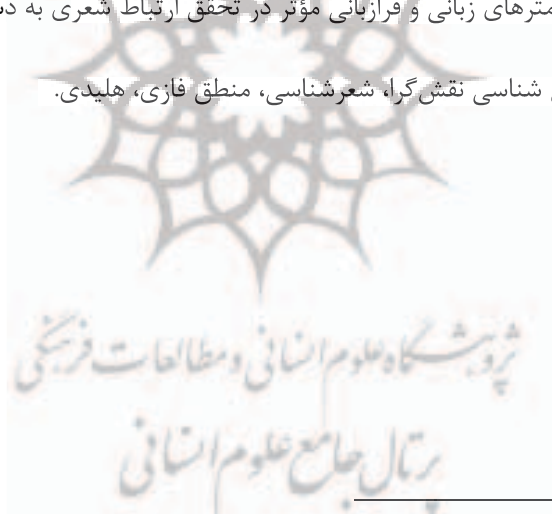 مترهای زبانی و فرازبانی مؤثر در تحقق ارتباط شعری به
شناسی نقش‌گرا، شعرشناسی، منطق فازی، هلیدی.
پژوهشگاه علوم انسانی و مطالعات فرهنگی
پرتال جامع علوم انسانی